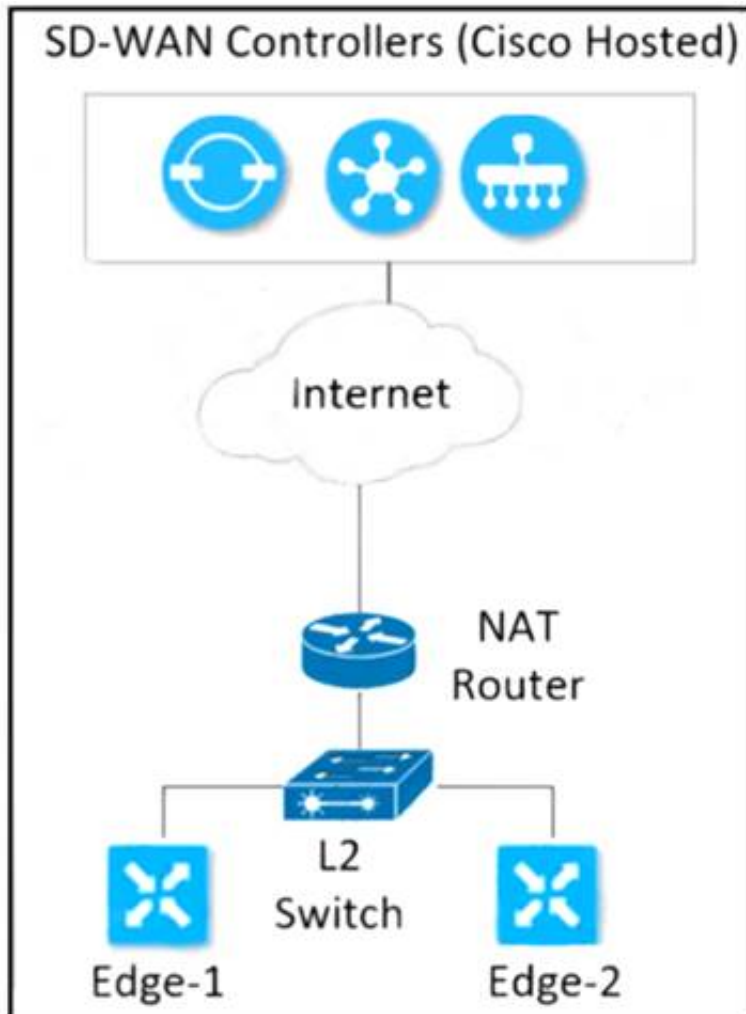 SD-WAN Controllers (Cisco Hosted)
Internet
NAT
Router
L2
Switch
Edge-1
Edge-2